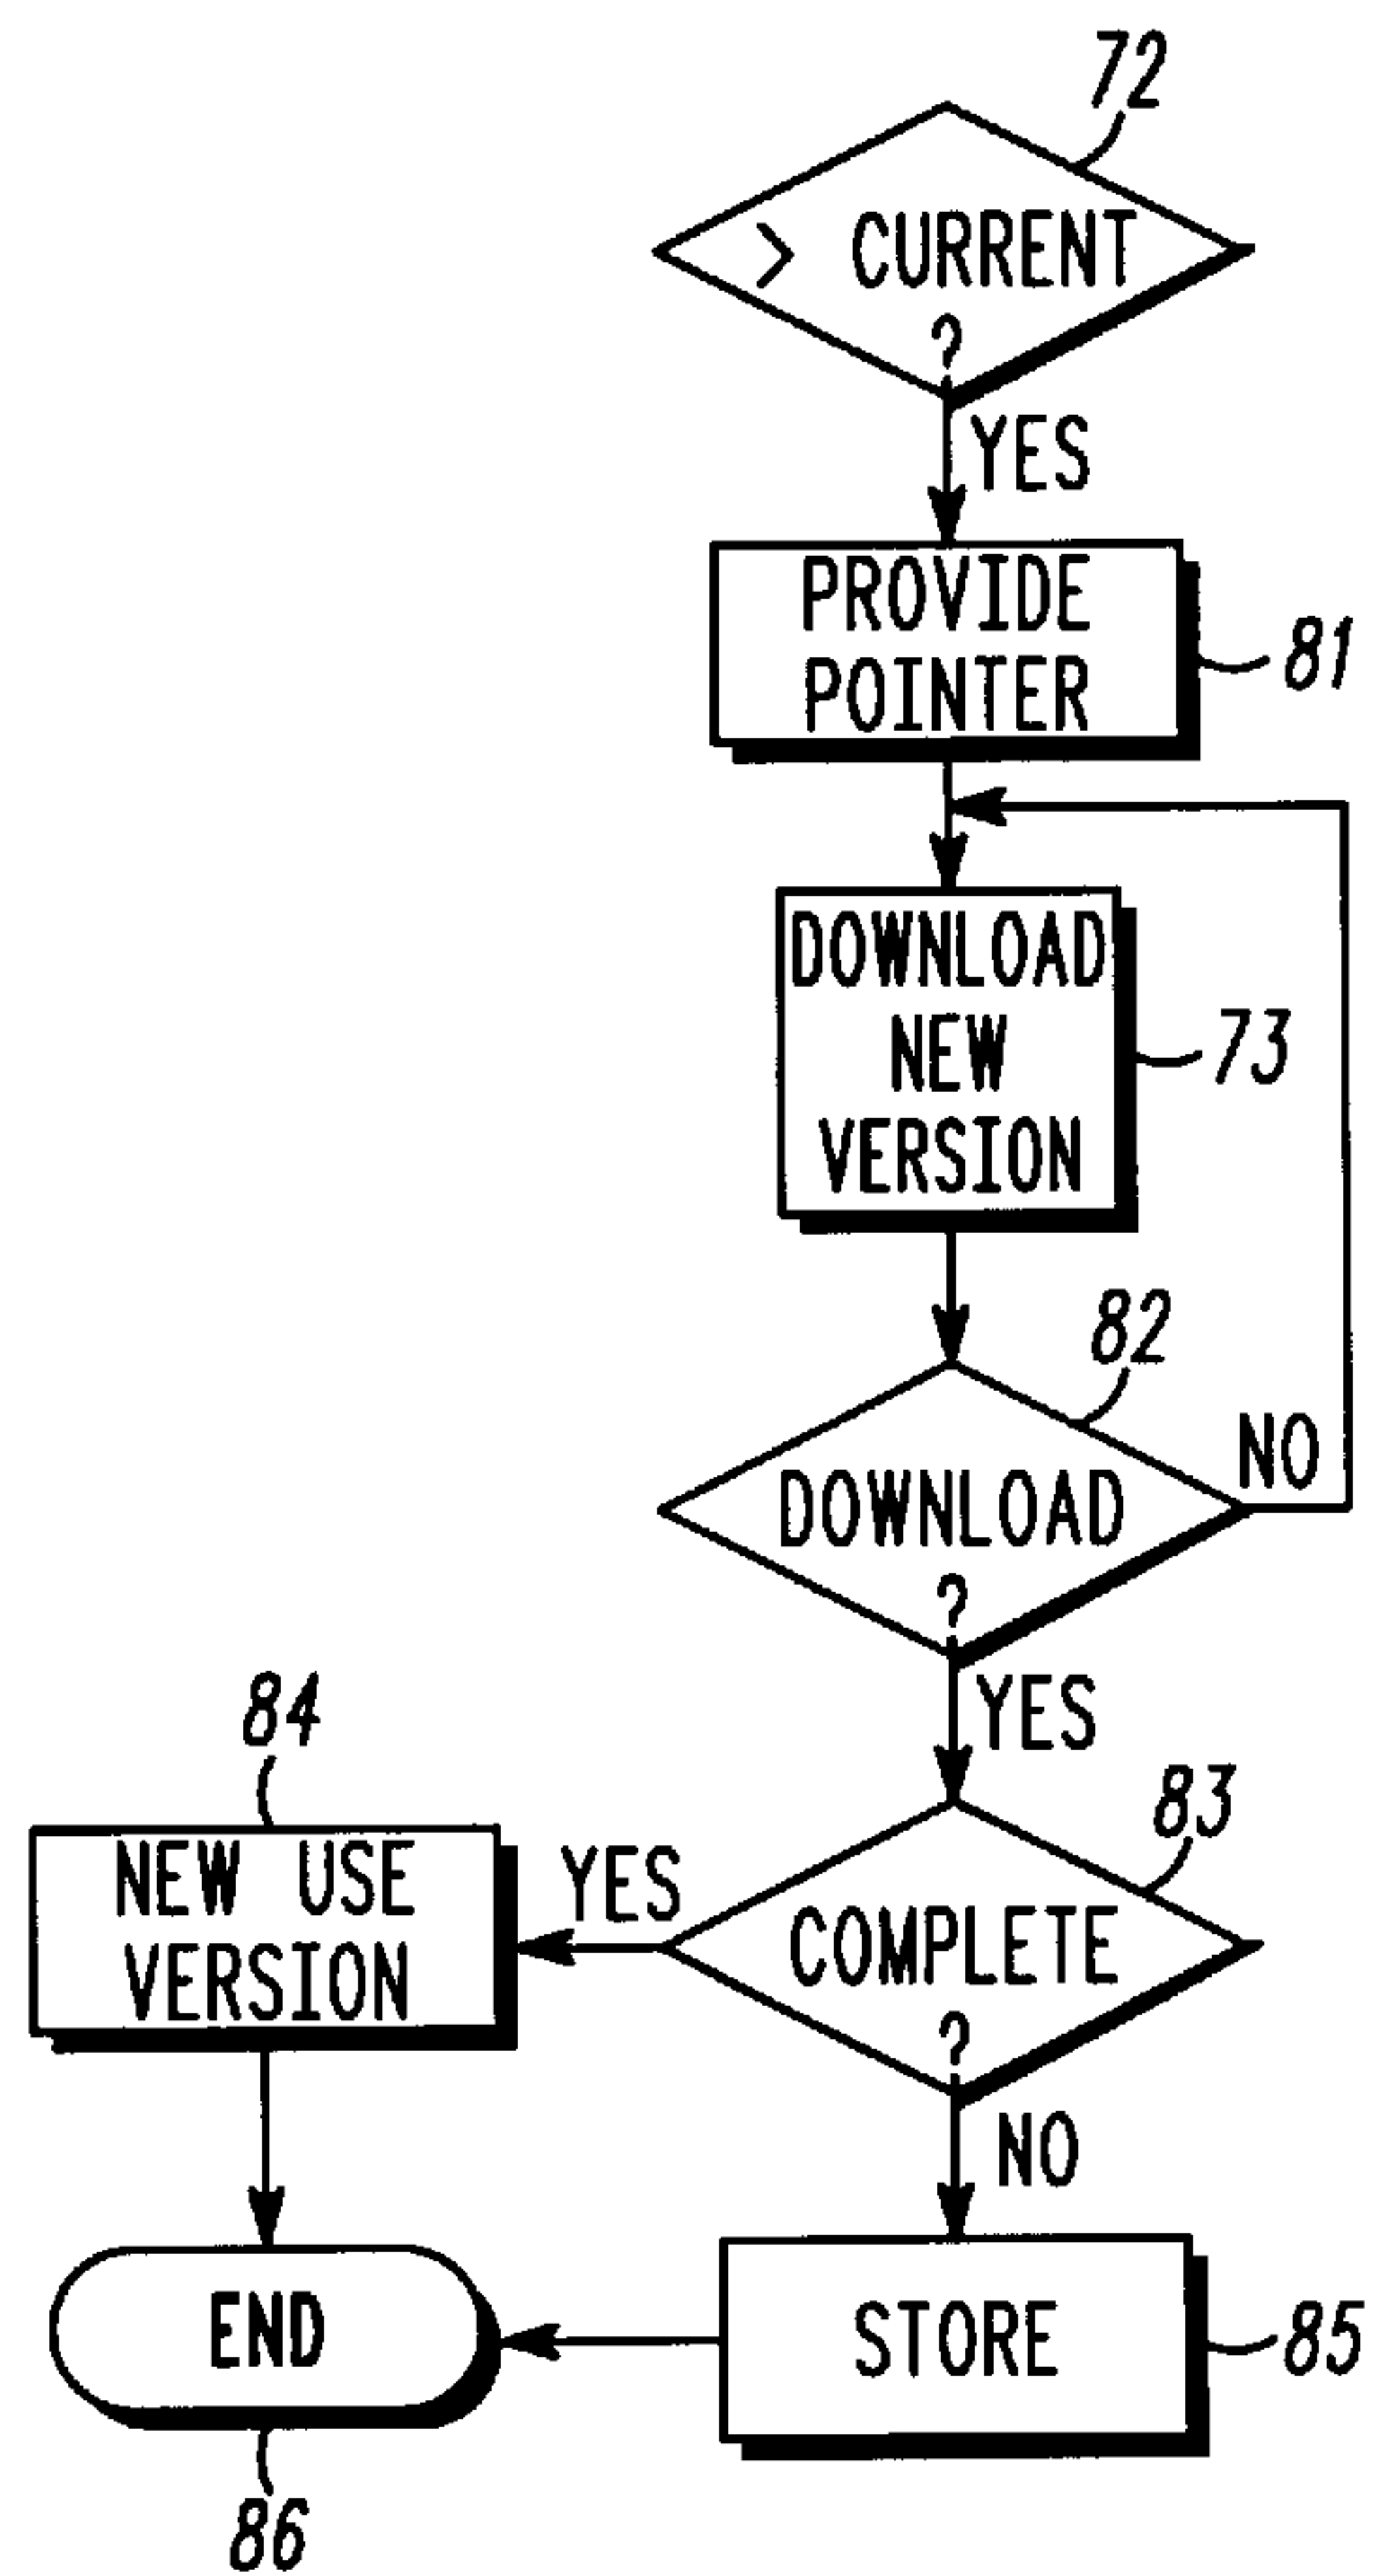 72
> CURRENT
?
YES
PROVIDE
POINTER
81
DOWNLOAD
NEW
VERSION
73
82
DOWNLOAD
?
NO
YES
84
83
NEW USE
VERSION
YES
COMPLETE
?
NO
END
STORE
85
86